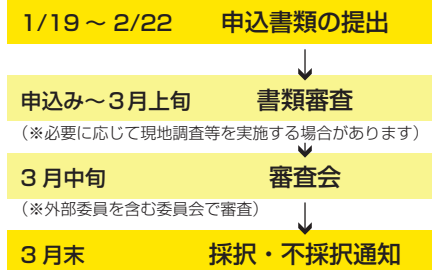 1/19～2/22 申込書類の提出
申込み～3月上旬 書類審査
（※必要に応じて現地調査等を実施する場合があります）
3月中旬 審査会
（※外部委員を含む委員会で審査）
3月末 採択・不採択通知